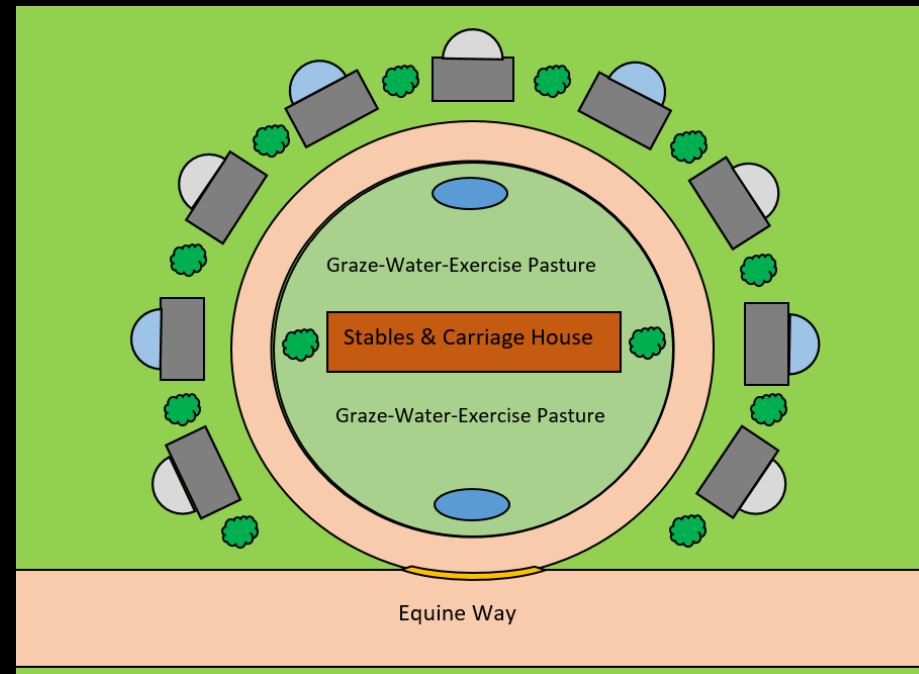 Graze-Water-Exercise Pasture
Stables & Carriage House
Graze-Water-Exercise Pasture
Equine Way